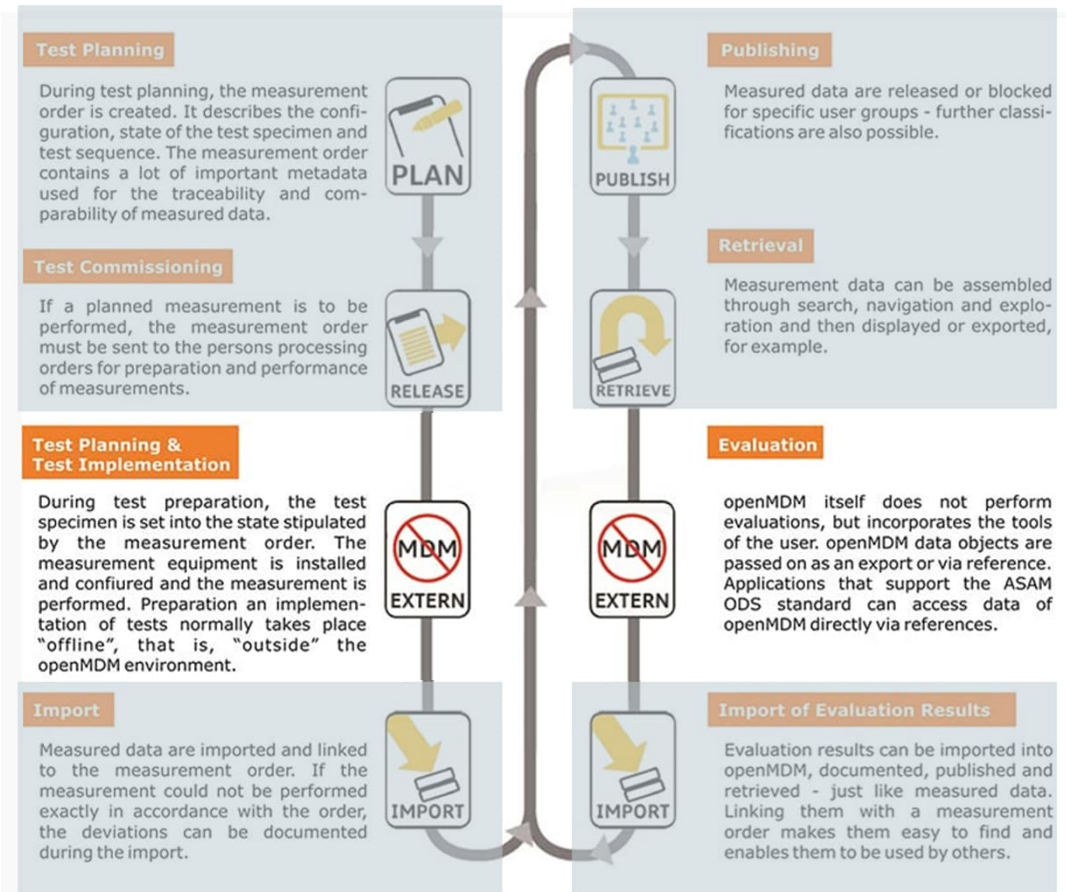 Test Planning
During test planning, the measurement
order is created. It describes the confi-
guration, state of the test specimen and
test sequence. The measurement order
contains a lot of important metadata
used for the traceability and com-
parability of measured data.
PLAN
Test Commissioning
If a planned measurement is to be
performed, the measurement order
must be sent to the persons processing
orders for preparation and performance
of measurements.
RELEASE
Test Planning &
Test Implementation
During test preparation, the test
specimen is set into the state stipulated
by the measurement order. The
measurement equipment is installed
and confiured and the measurement is
performed. Preparation an implemen-
tation of tests normally takes place
“offline”, that is, “outside” the
openMDM environment.
MDM
EXTERN
Import
Measured data are imported and linked
to the measurement order. If the
measurement could not be performed
exactly in accordance with the order,
the deviations can be documented
during the import.
IMPORT
Publishing
Measured data are released or blocked
for specific user groups - further classi-
fications are also possible.
PUBLISH
Retrieval
Measurement data can be assembled
through search, navigation and explo-
ration and then displayed or exported,
for example.
RETRIEVE
Evaluation
openMDM itself does not perform
evaluations, but incorporates the tools
of the user. openMDM data objects are
passed on as an export or via reference.
Applications that support the ASAM
ODS standard can access data of
openMDM directly via references.
MDM
EXTERN
Import of Evaluation Results
Evaluation results can be imported into
openMDM, documented, published and
retrieved - just like measured data.
Linking them with a measurement
order makes them easy to find and
enables them to be used by others.
IMPORT